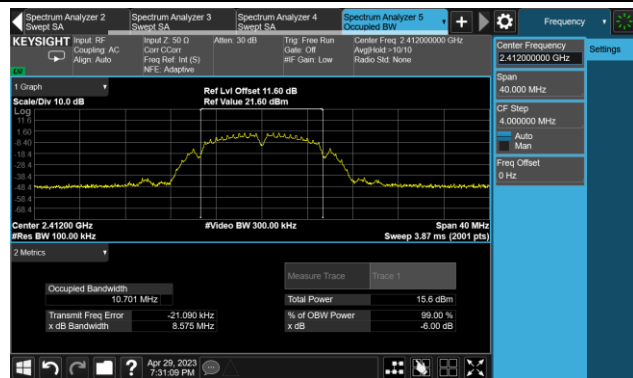 Spectrum Analyzer 2
Swept SA
Spectrum Analyzer 3
Swept SA
Spectrum Analyzer 4
Swept SA
Spectrum Analyzer 5
Occupied BW
Frequency
KEYSIGHT
Input: RF
Coupling: AC
Align: Auto
Input Z: 50 Ω
Corr CCorr
Freq Ref: Int (S)
NFE: Adaptive
Atten: 30 dB
Trig: Free Run
Gate: Off
#IF Gain: Low
Center Freq: 2.412000000 GHz
Avg|Hold:>10/10
Radio Std: None
Center Frequency
2.412000000 GHz
Settings
Span
40.000 MHz
CF Step
4.000000 MHz
Auto
Man
Freq Offset
0 Hz
1 Graph
Scale/Div 10.0 dB
Ref Lvl Offset 11.60 dB
Ref Value 21.60 dBm
Log
11.6
1.60
-8.40
-18.4
-28.4
-38.4
-48.4
-58.4
-68.4
Center 2.41200 GHz
#Res BW 100.00 kHz
#Video BW 300.00 kHz
Span 40 MHz
Sweep 3.87 ms (2001 pts)
2 Metrics
Measure Trace
Trace 1
Occupied Bandwidth
10.701 MHz
Total Power
15.6 dBm
Transmit Freq Error
-21.090 kHz
% of OBW Power
99.00 %
x dB Bandwidth
8.575 MHz
x dB
-6.00 dB
Apr 29, 2023
7:31:09 PM